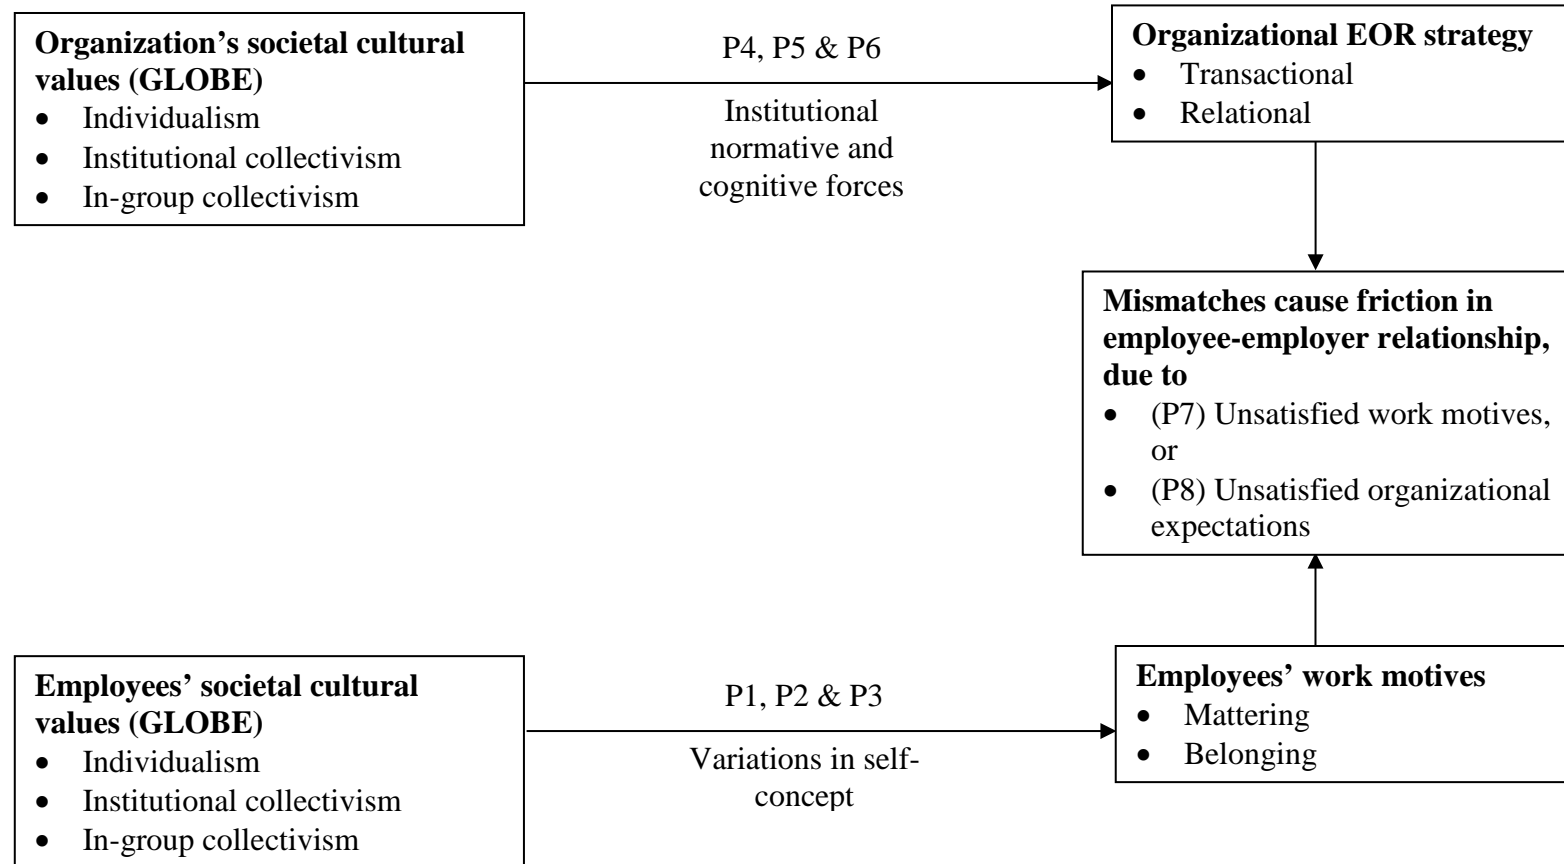 Organization’s societal cultural
values (GLOBE)
• Individualism
• Institutional collectivism
• In-group collectivism
P4, P5 & P6
Institutional
normative and
cognitive forces
Organizational EOR strategy
• Transactional
• Relational
Mismatches cause friction in
employee-employer relationship,
due to
• (P7) Unsatisfied work motives,
or
• (P8) Unsatisfied organizational
expectations
Employees’ societal cultural
values (GLOBE)
• Individualism
• Institutional collectivism
• In-group collectivism
P1, P2 & P3
Variations in self-
concept
Employees’ work motives
• Mattering
• Belonging